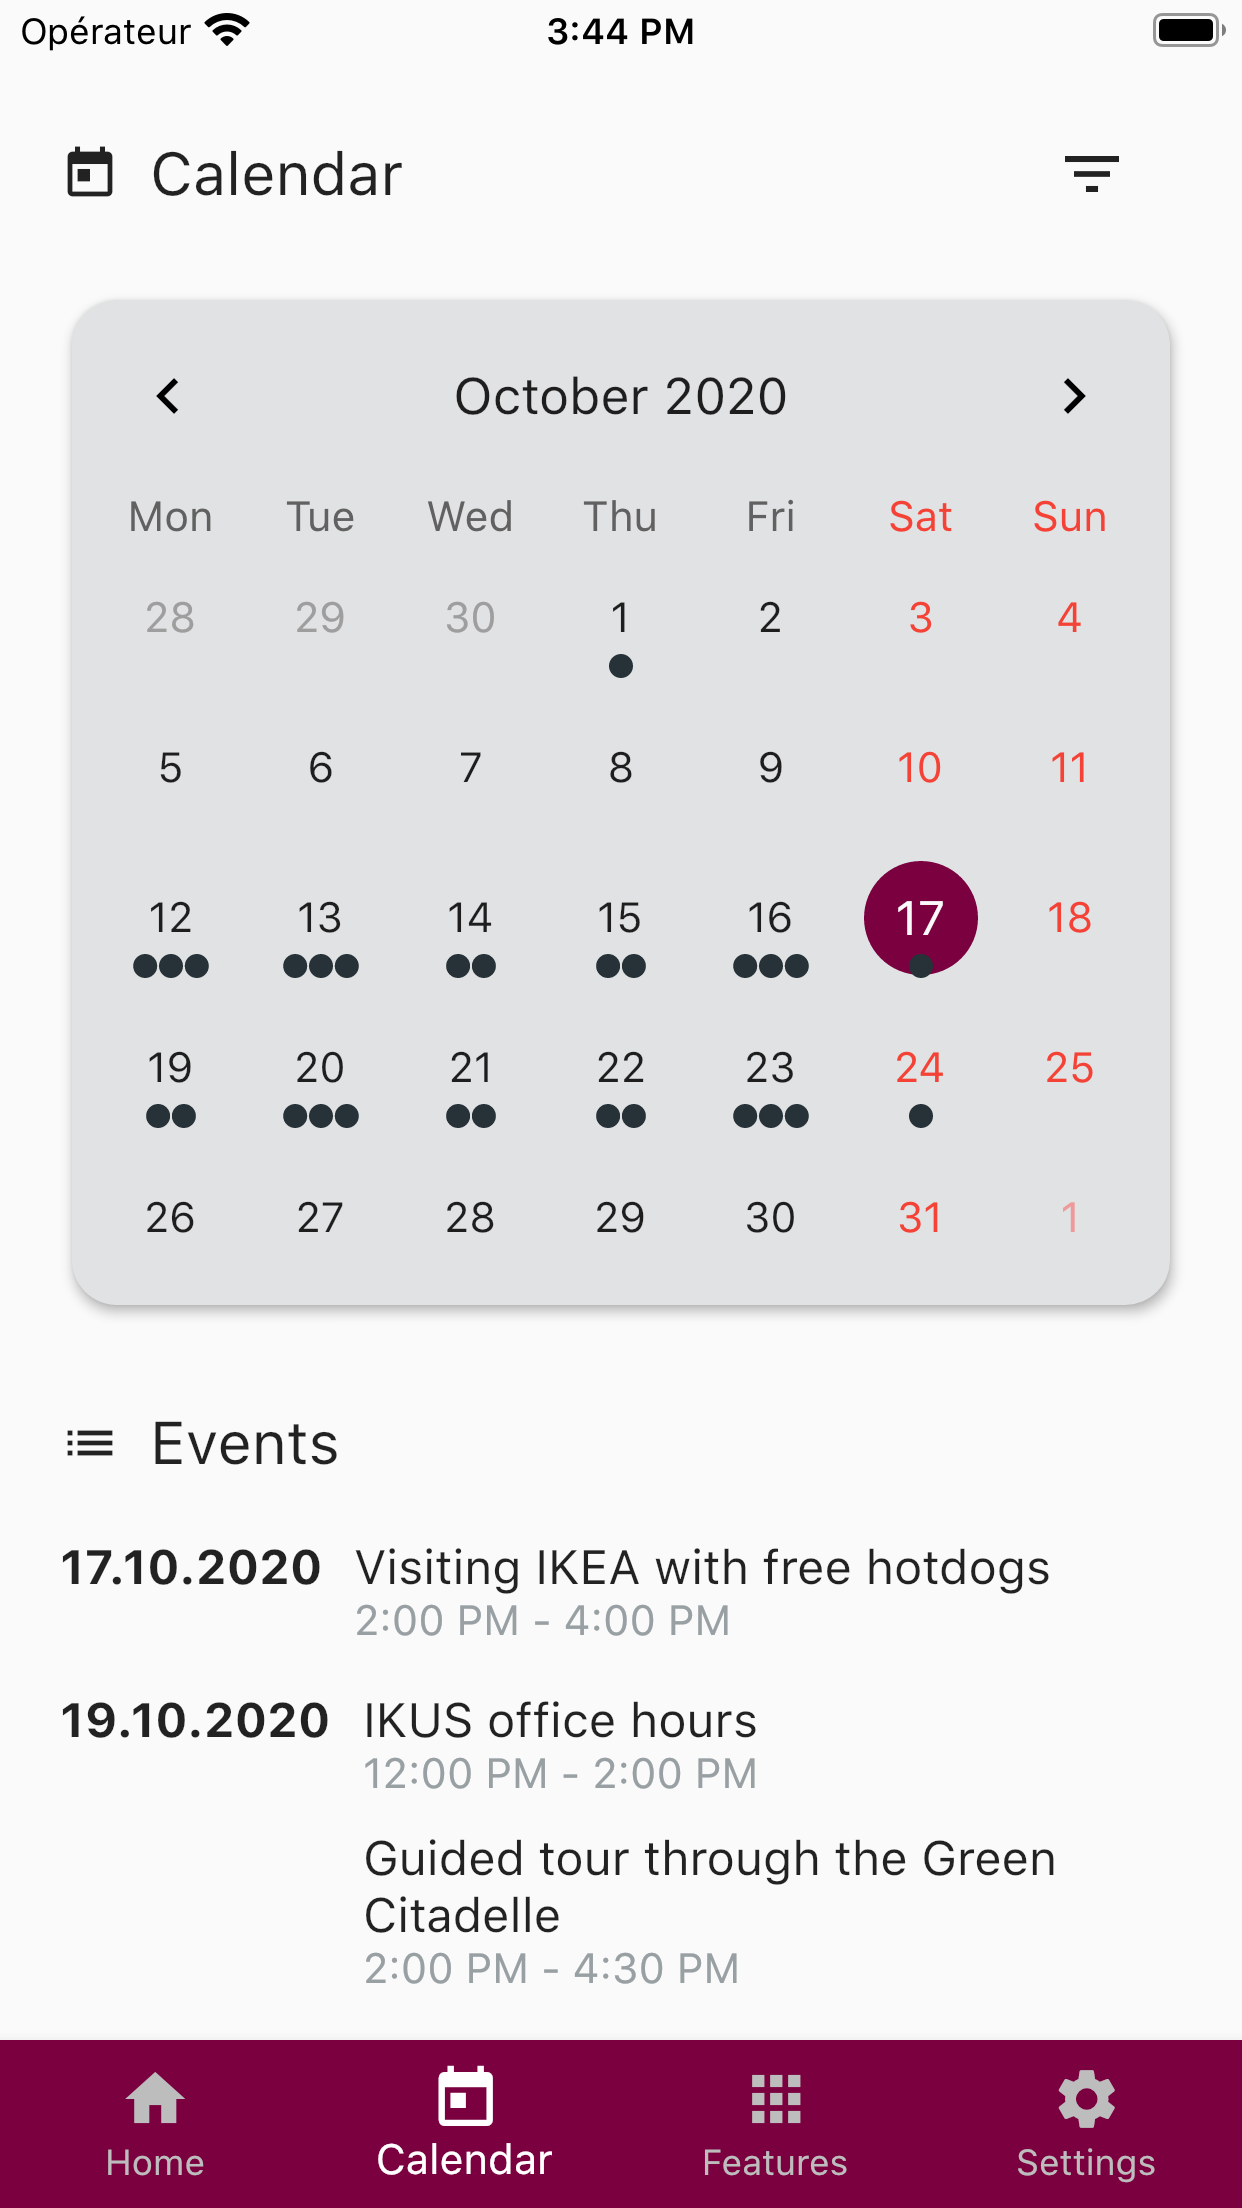 Opérateur 3:44 PM
Calendar
October 2020
Mon Tue Wed Thu Fri Sat Sun
28 29 30 1 2 3 4
5 6 7 8 9 10 11
12 13 14 15 16 17 18
19 20 21 22 23 24 25
26 27 28 29 30 31 1
Events
17.10.2020 Visiting IKEA with free hotdogs
2:00 PM - 4:00 PM
19.10.2020 IKUS office hours
12:00 PM - 2:00 PM
Guided tour through the Green
Citadelle
2:00 PM - 4:30 PM
Home Calendar Features Settings